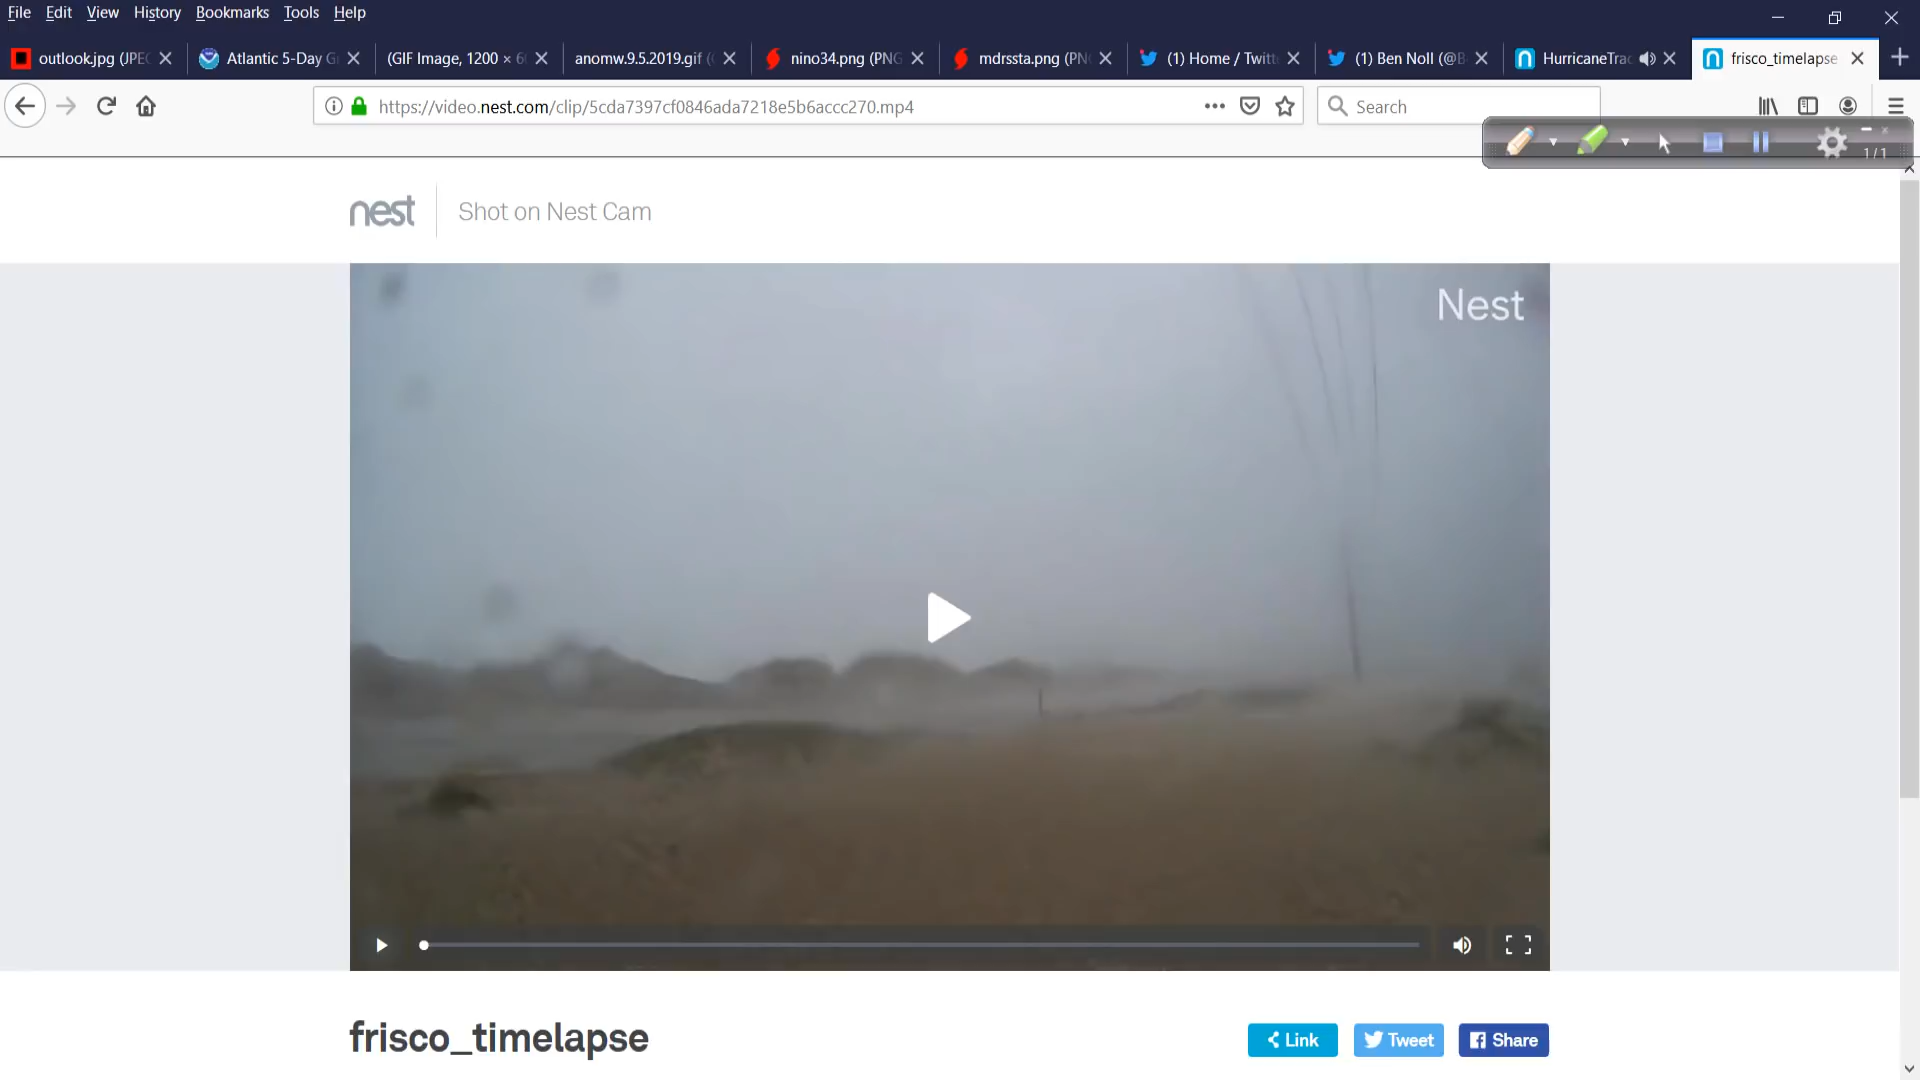 File Edit View History Bookmarks Tools Help
outlook.jpg (JPEG
Atlantic 5-Day G
(GIF Image, 1200 × 6
anomw.9.5.2019.gif (
nino34.png (PNG
mdrssta.png (PN
(1) Home / Twitt
(1) Ben Noll (@B
HurricaneTrac
frisco_timelapse
https://video.nest.com/clip/5cda7397cf0846ada7218e5b6accc270.mp4
Search
1/1
nest
Shot on Nest Cam
Nest
frisco_timelapse
Link
Tweet
Share